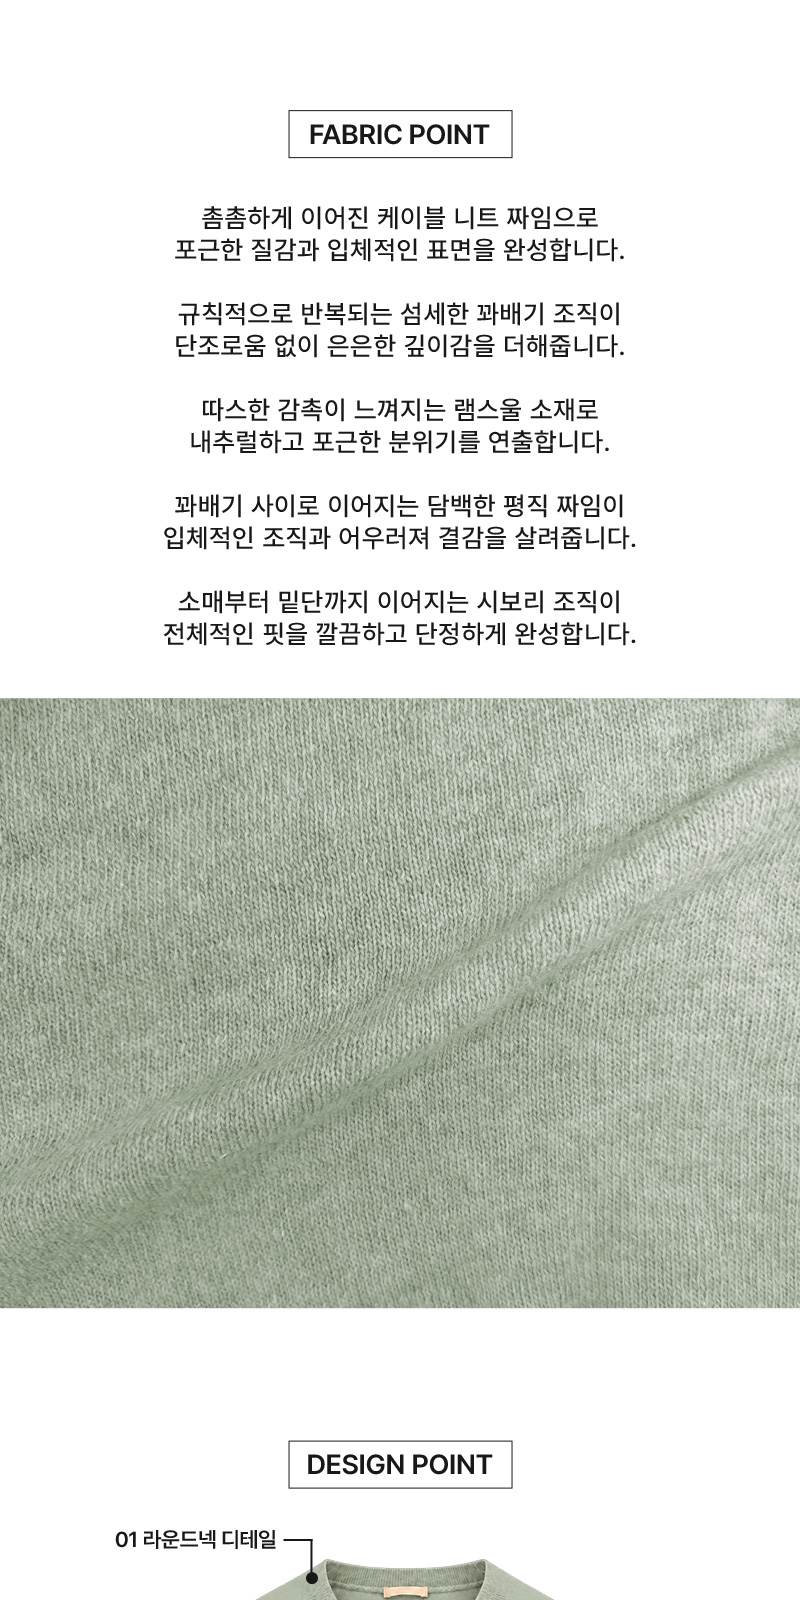 FABRIC POINT
촘촘하게 이어진 케이블 니트 짜임으로
포근한 질감과 입체적인 표면을 완성합니다.
규칙적으로 반복되는 섬세한 꽈배기 조직이
단조로움 없이 은은한 깊이감을 더해줍니다.
따스한 감촉이 느껴지는 램스울 소재로
내추럴하고 포근한 분위기를 연출합니다.
꽈배기 사이로 이어지는 담백한 평직 짜임이
입체적인 조직과 어우러져 결감을 살려줍니다.
소매부터 밑단까지 이어지는 시보리 조직이
전체적인 핏을 깔끔하고 단정하게 완성합니다.
DESIGN POINT
01 라운드넥 디테일